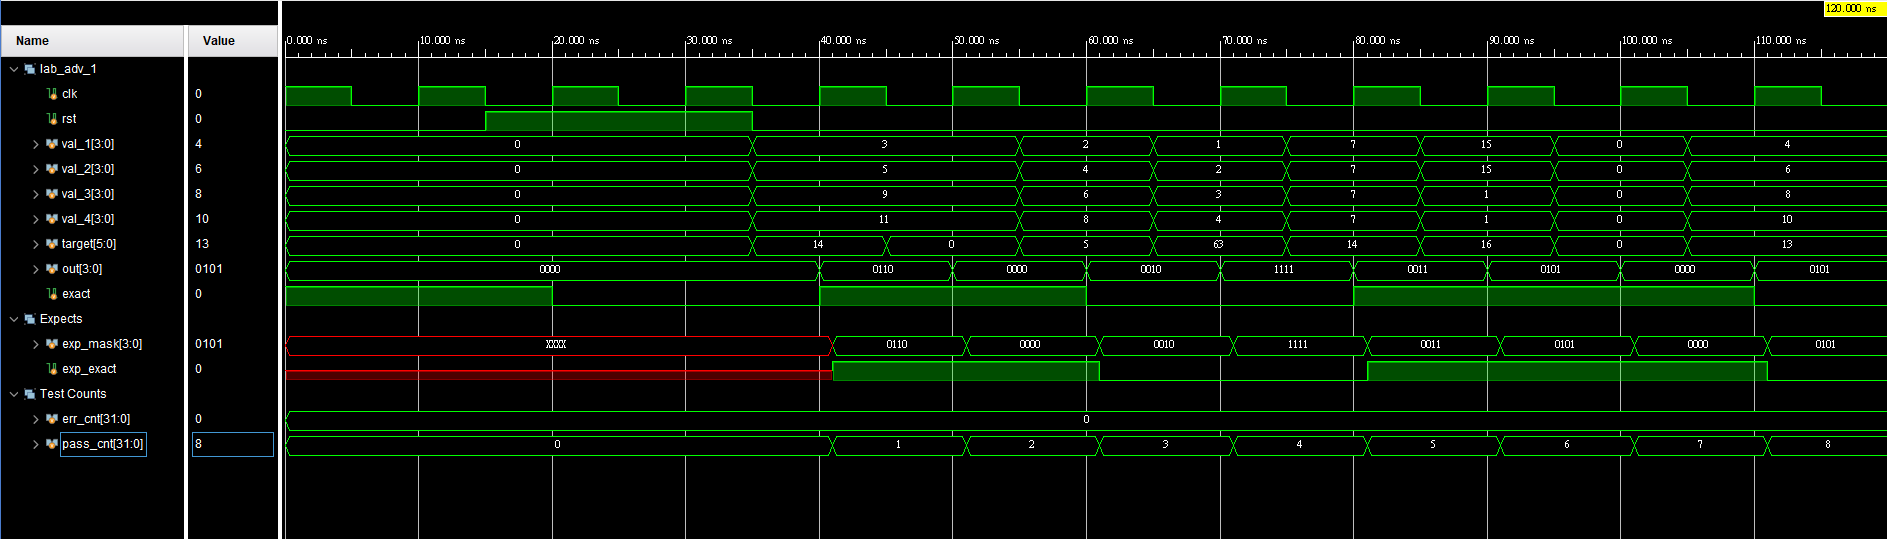 120.000 ns
Name Value
0.000 ns 10.000 ns 20.000 ns 30.000 ns 40.000 ns 50.000 ns 60.000 ns 70.000 ns 80.000 ns 90.000 ns 100.000 ns 110.000 ns
lab_adv_1
clk 0
rst 0
val_1[3:0] 4 0 3 2 1 7 15 0 4
val_2[3:0] 6 0 5 4 2 7 15 0 6
val_3[3:0] 8 0 9 6 3 7 1 0 8
val_4[3:0] 10 0 11 8 4 7 1 0 10
target[5:0] 13 0 14 0 5 63 14 16 0 13
out[3:0] 0101 0000 0110 0000 0010 1111 0011 0101 0000 0101
exact 0
Expects
exp_mask[3:0] 0101 XXXX 0110 0000 0010 1111 0011 0101 0000 0101
exp_exact 0
Test Counts
err_cnt[31:0] 0 0
pass_cnt[31:0] 8 0 1 2 3 4 5 6 7 8